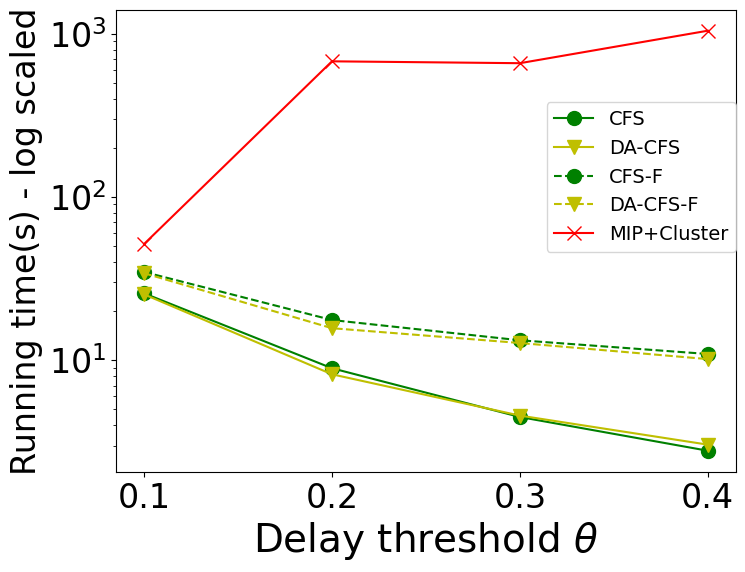 Running time(s) - log scaled
10³
10²
10¹
CFS
DA-CFS
CFS-F
DA-CFS-F
MIP+Cluster
0.1 0.2 0.3 0.4
Delay threshold θ